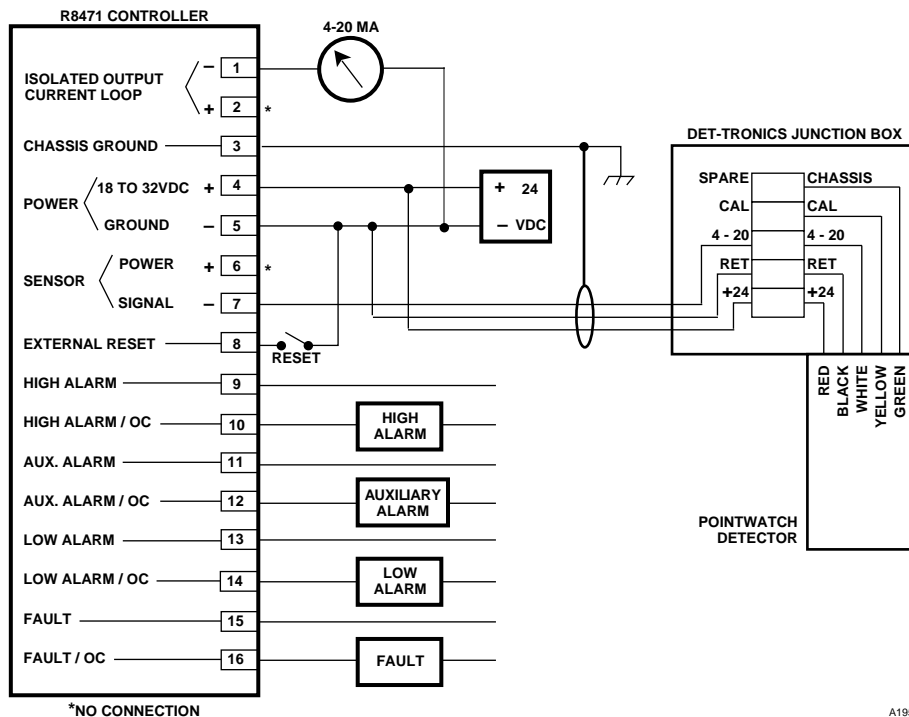 R8471 CONTROLLER
4-20 MA
ISOLATED OUTPUT
CURRENT LOOP
– 1
+ 2 *
CHASSIS GROUND 3
POWER
18 TO 32VDC + 4
GROUND – 5
+ 24
– VDC
SENSOR
POWER + 6 *
SIGNAL – 7
EXTERNAL RESET 8
RESET
HIGH ALARM 9
HIGH ALARM / OC 10
HIGH
ALARM
AUX. ALARM 11
AUX. ALARM / OC 12
AUXILIARY
ALARM
LOW ALARM 13
LOW ALARM / OC 14
LOW
ALARM
FAULT 15
FAULT / OC 16
FAULT
*NO CONNECTION
DET-TRONICS JUNCTION BOX
SPARE CHASSIS
CAL CAL
4 - 20 4 - 20
RET RET
+24 +24
RED
BLACK
WHITE
YELLOW
GREEN
POINTWATCH
DETECTOR